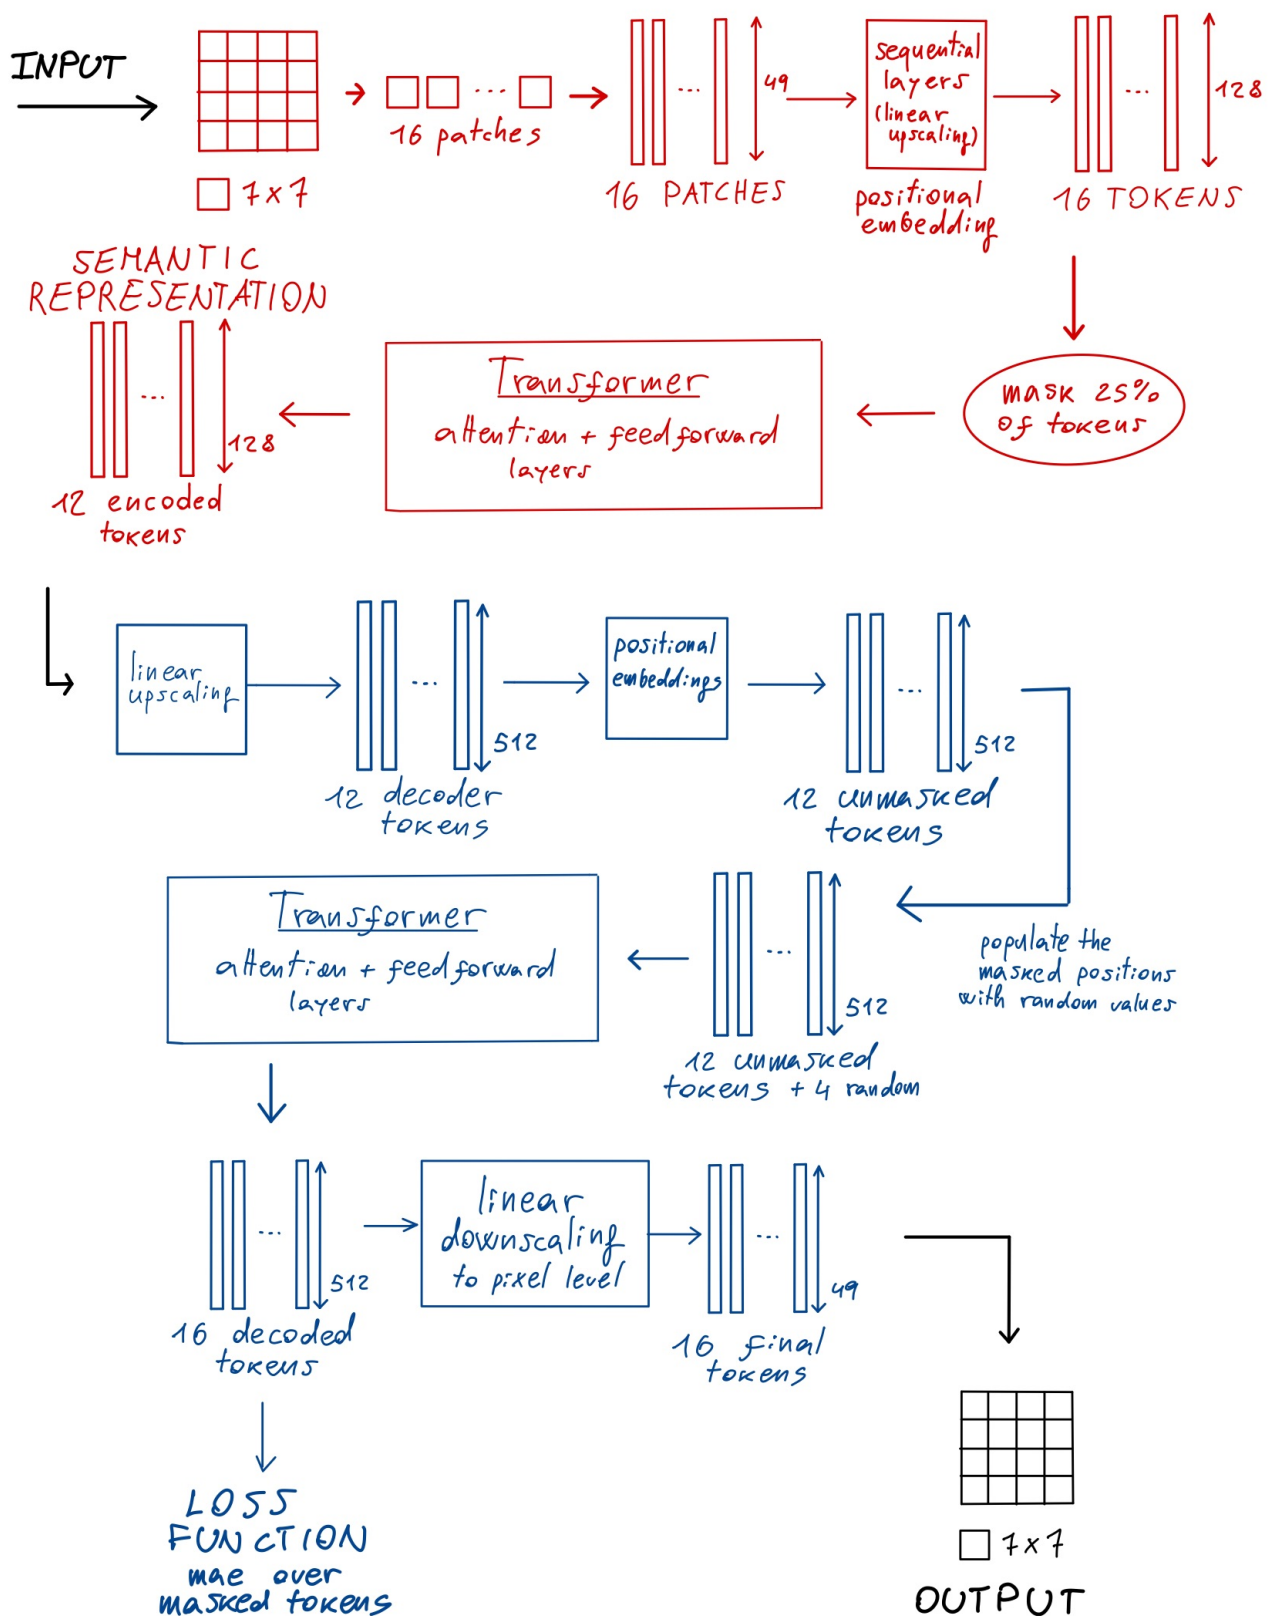 INPUT
7x7
16 patches
49
16 PATCHES
sequential
layers
(linear
upscaling)
positional
embedding
128
16 TOKENS
mask 25%
of tokens
Transformer
attention + feedforward
layers
SEMANTIC
REPRESENTATION
128
12 encoded
tokens
linear
upscaling
512
12 decoder
tokens
positional
embeddings
512
12 unmasked
tokens
populate the
masked positions
with random values
512
12 unmasked
tokens + 4 random
Transformer
attention + feedforward
layers
512
16 decoded
tokens
linear
downscaling
to pixel level
49
16 final
tokens
LOSS
FUNCTION
mae over
masked tokens
7x7
OUTPUT